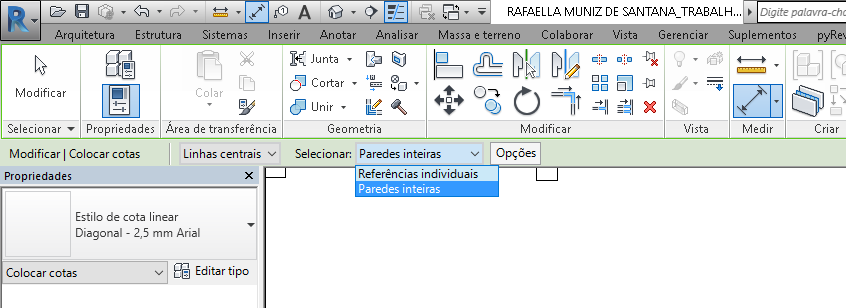 R
A
RAFAELLA MUNIZ DE SANTANA_TRABALH...
Digite palavra-cho
Arquitetura
Estrutura
Sistemas
Inserir
Anotar
Analisar
Massa e terreno
Colaborar
Vista
Gerenciar
Suplementos
pyRev
Modificar
Colar
Junta
Cortar
Unir
Selecionar
Propriedades
Área de transferência
Geometria
Modificar
Vista
Medir
Criar
Modificar | Colocar cotas
Linhas centrais
Selecionar:
Paredes inteiras
Opções
Referências individuais
Paredes inteiras
Propriedades
Estilo de cota linear
Diagonal - 2,5 mm Arial
Colocar cotas
Editar tipo